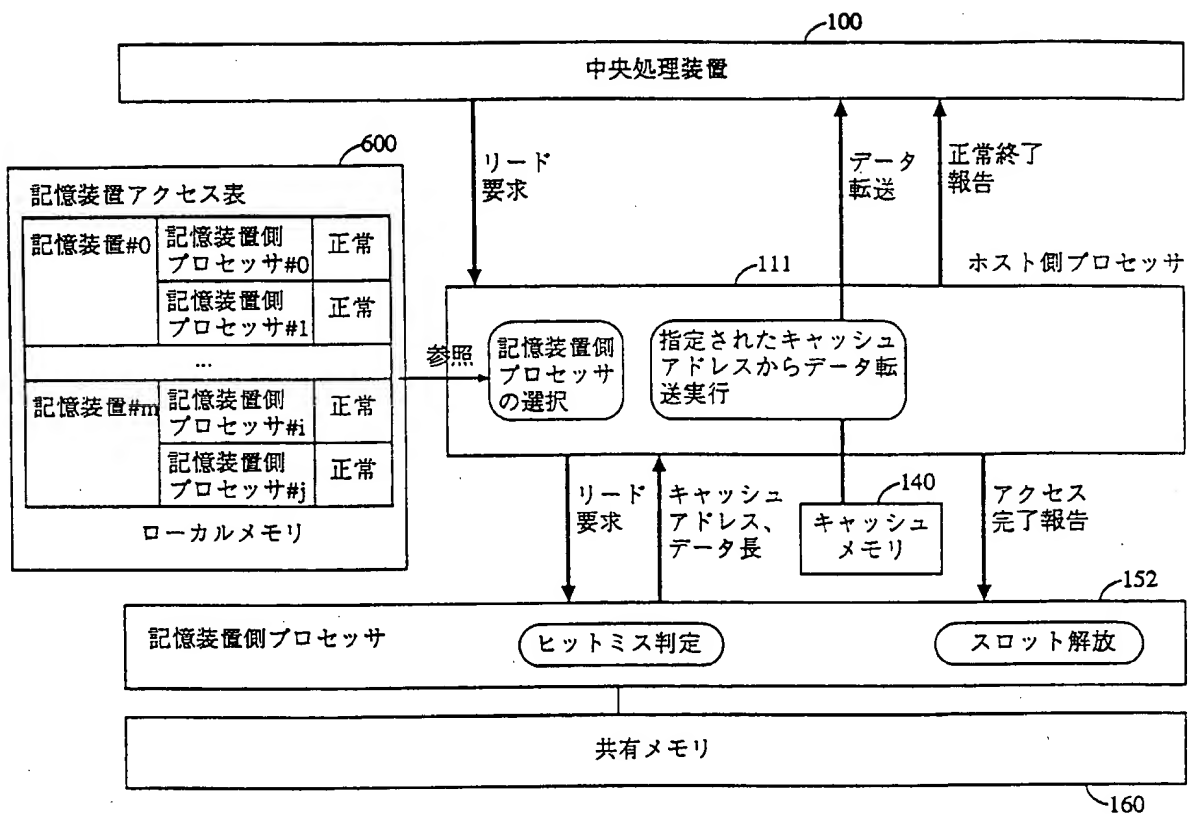 100
中央処理装置
リード
要求
データ
転送
正常終了
報告
600
記憶装置アクセス表
記憶装置#0
記憶装置側
プロセッサ#0
正常
記憶装置側
プロセッサ#1
正常
...
記憶装置#m
記憶装置側
プロセッサ#i
正常
記憶装置側
プロセッサ#j
正常
ローカルメモリ
参照
111
ホスト側プロセッサ
記憶装置側
プロセッサ
の選択
指定されたキャッシュ
アドレスからデータ転
送実行
リード
要求
キャッシュ
アドレス、
データ長
140
キャッシュ
メモリ
アクセス
完了報告
152
記憶装置側プロセッサ
ヒットミス判定
スロット解放
共有メモリ
160